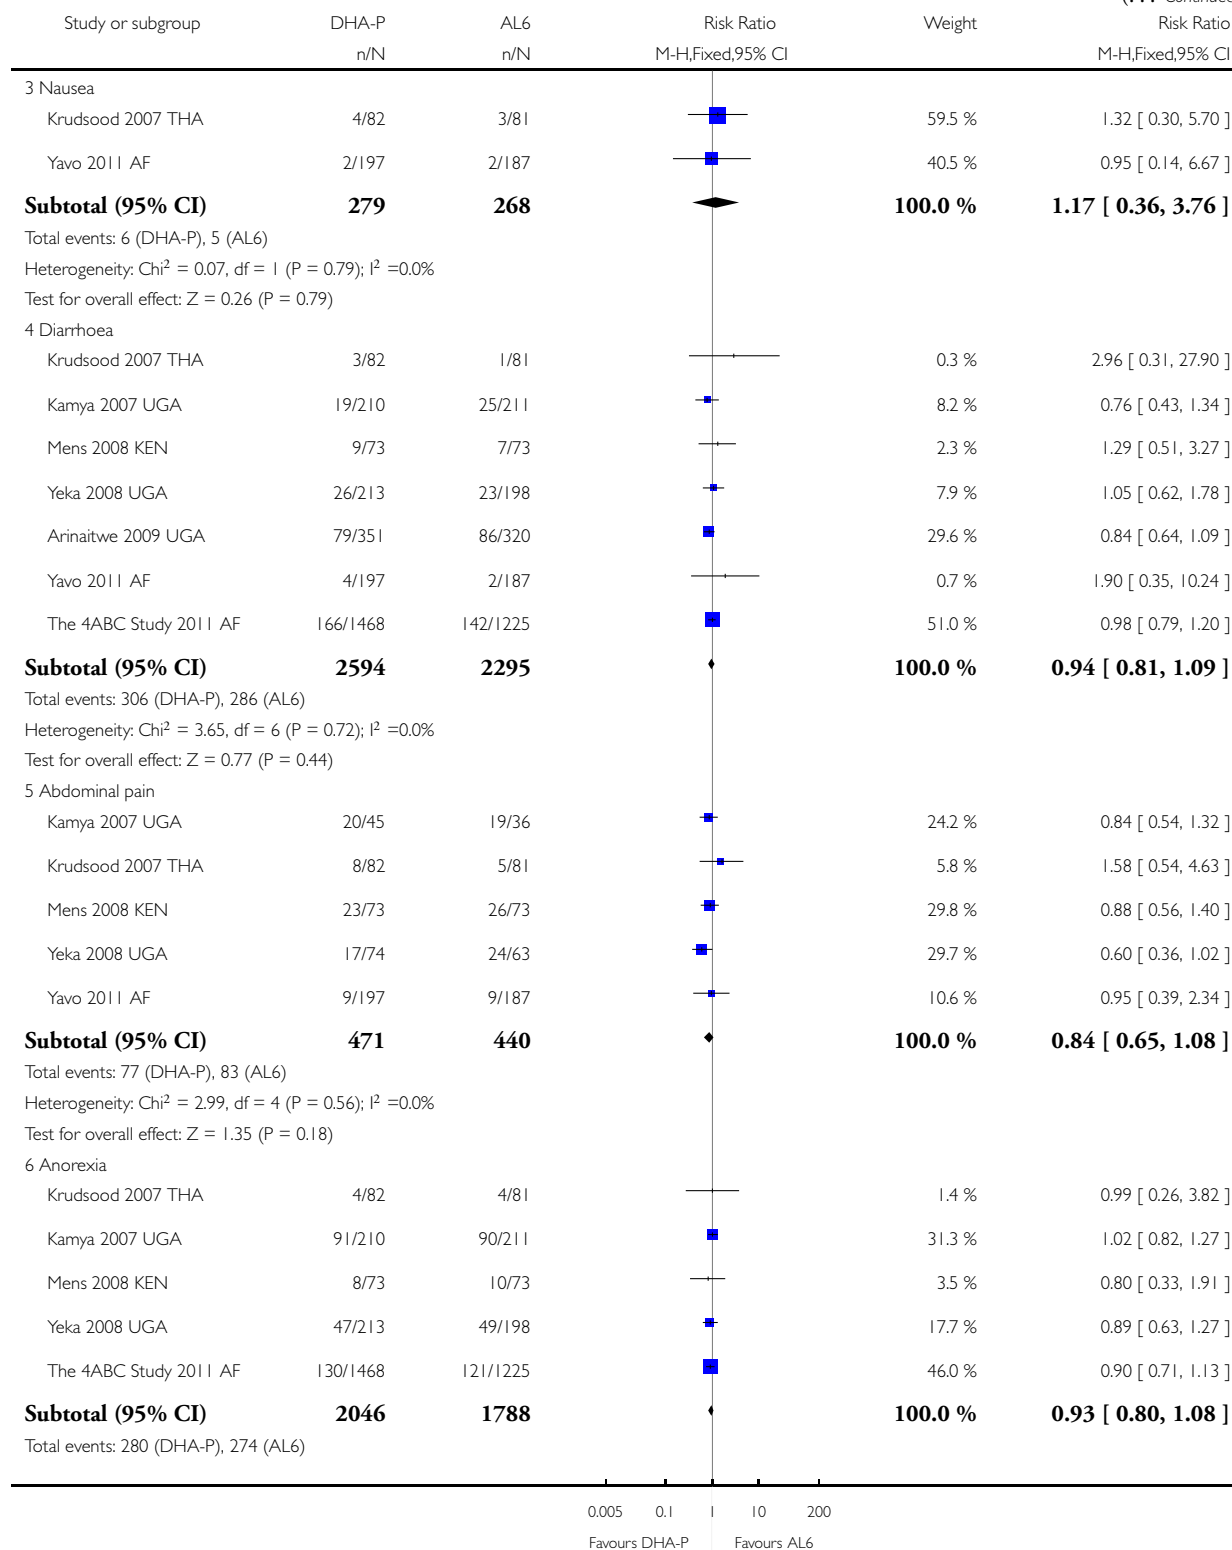 (. . . Continued
Study or subgroup DHA-P AL6 Risk Ratio Weight Risk Ratio
n/N n/N M-H,Fixed,95% CI M-H,Fixed,95% CI
3 Nausea
Krudsood 2007 THA 4/82 3/81 59.5 % 1.32 [ 0.30, 5.70 ]
Yavo 2011 AF 2/197 2/187 40.5 % 0.95 [ 0.14, 6.67 ]
Subtotal (95% CI) 279 268 100.0 % 1.17 [ 0.36, 3.76 ]
Total events: 6 (DHA-P), 5 (AL6)
Heterogeneity: Chi² = 0.07, df = 1 (P = 0.79); I² =0.0%
Test for overall effect: Z = 0.26 (P = 0.79)
4 Diarrhoea
Krudsood 2007 THA 3/82 1/81 0.3 % 2.96 [ 0.31, 27.90 ]
Kamya 2007 UGA 19/210 25/211 8.2 % 0.76 [ 0.43, 1.34 ]
Mens 2008 KEN 9/73 7/73 2.3 % 1.29 [ 0.51, 3.27 ]
Yeka 2008 UGA 26/213 23/198 7.9 % 1.05 [ 0.62, 1.78 ]
Arinaitwe 2009 UGA 79/351 86/320 29.6 % 0.84 [ 0.64, 1.09 ]
Yavo 2011 AF 4/197 2/187 0.7 % 1.90 [ 0.35, 10.24 ]
The 4ABC Study 2011 AF 166/1468 142/1225 51.0 % 0.98 [ 0.79, 1.20 ]
Subtotal (95% CI) 2594 2295 100.0 % 0.94 [ 0.81, 1.09 ]
Total events: 306 (DHA-P), 286 (AL6)
Heterogeneity: Chi² = 3.65, df = 6 (P = 0.72); I² =0.0%
Test for overall effect: Z = 0.77 (P = 0.44)
5 Abdominal pain
Kamya 2007 UGA 20/45 19/36 24.2 % 0.84 [ 0.54, 1.32 ]
Krudsood 2007 THA 8/82 5/81 5.8 % 1.58 [ 0.54, 4.63 ]
Mens 2008 KEN 23/73 26/73 29.8 % 0.88 [ 0.56, 1.40 ]
Yeka 2008 UGA 17/74 24/63 29.7 % 0.60 [ 0.36, 1.02 ]
Yavo 2011 AF 9/197 9/187 10.6 % 0.95 [ 0.39, 2.34 ]
Subtotal (95% CI) 471 440 100.0 % 0.84 [ 0.65, 1.08 ]
Total events: 77 (DHA-P), 83 (AL6)
Heterogeneity: Chi² = 2.99, df = 4 (P = 0.56); I² =0.0%
Test for overall effect: Z = 1.35 (P = 0.18)
6 Anorexia
Krudsood 2007 THA 4/82 4/81 1.4 % 0.99 [ 0.26, 3.82 ]
Kamya 2007 UGA 91/210 90/211 31.3 % 1.02 [ 0.82, 1.27 ]
Mens 2008 KEN 8/73 10/73 3.5 % 0.80 [ 0.33, 1.91 ]
Yeka 2008 UGA 47/213 49/198 17.7 % 0.89 [ 0.63, 1.27 ]
The 4ABC Study 2011 AF 130/1468 121/1225 46.0 % 0.90 [ 0.71, 1.13 ]
Subtotal (95% CI) 2046 1788 100.0 % 0.93 [ 0.80, 1.08 ]
Total events: 280 (DHA-P), 274 (AL6)
0.005 0.1 1 10 200
Favours DHA-P Favours AL6